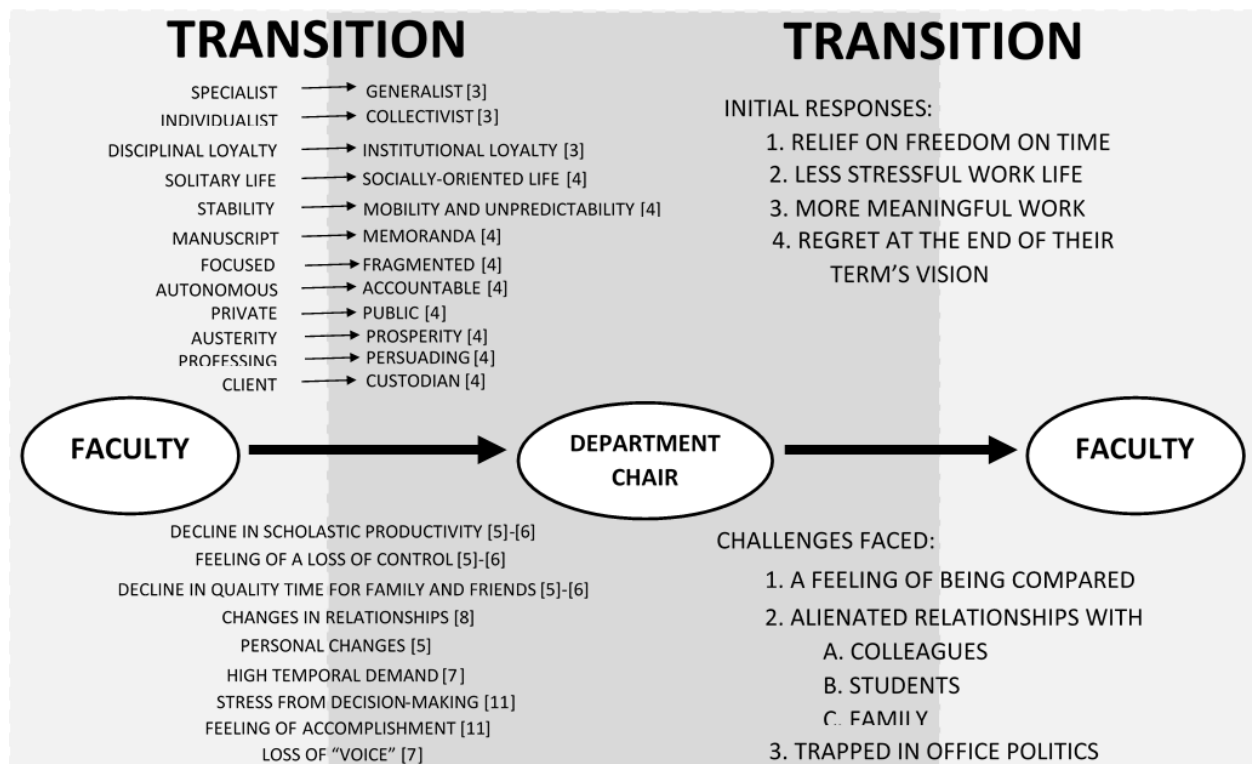 TRANSITION
SPECIALIST GENERALIST [3]
INDIVIDUALIST COLLECTIVIST [3]
DISCIPLINAL LOYALTY INSTITUTIONAL LOYALTY [3]
SOLITARY LIFE SOCIALLY-ORIENTED LIFE [4]
STABILITY MOBILITY AND UNPREDICTABILITY [4]
MANUSCRIPT MEMORANDA [4]
FOCUSED FRAGMENTED [4]
AUTONOMOUS ACCOUNTABLE [4]
PRIVATE PUBLIC [4]
AUSTERITY PROSPERITY [4]
PROFESSING PERSUADING [4]
CLIENT CUSTODIAN [4]
TRANSITION
INITIAL RESPONSES:
1. RELIEF ON FREEDOM ON TIME
2. LESS STRESSFUL WORK LIFE
3. MORE MEANINGFUL WORK
4. REGRET AT THE END OF THEIR
TERM'S VISION
FACULTY
DEPARTMENT
CHAIR
FACULTY
DECLINE IN SCHOLASTIC PRODUCTIVITY [5]-[6]
FEELING OF A LOSS OF CONTROL [5]-[6]
DECLINE IN QUALITY TIME FOR FAMILY AND FRIENDS [5]-[6]
CHANGES IN RELATIONSHIPS [8]
PERSONAL CHANGES [5]
HIGH TEMPORAL DEMAND [7]
STRESS FROM DECISION-MAKING [11]
FEELING OF ACCOMPLISHMENT [11]
LOSS OF “VOICE” [7]
CHALLENGES FACED:
1. A FEELING OF BEING COMPARED
2. ALIENATED RELATIONSHIPS WITH
A. COLLEAGUES
B. STUDENTS
C. FAMILY
3. TRAPPED IN OFFICE POLITICS